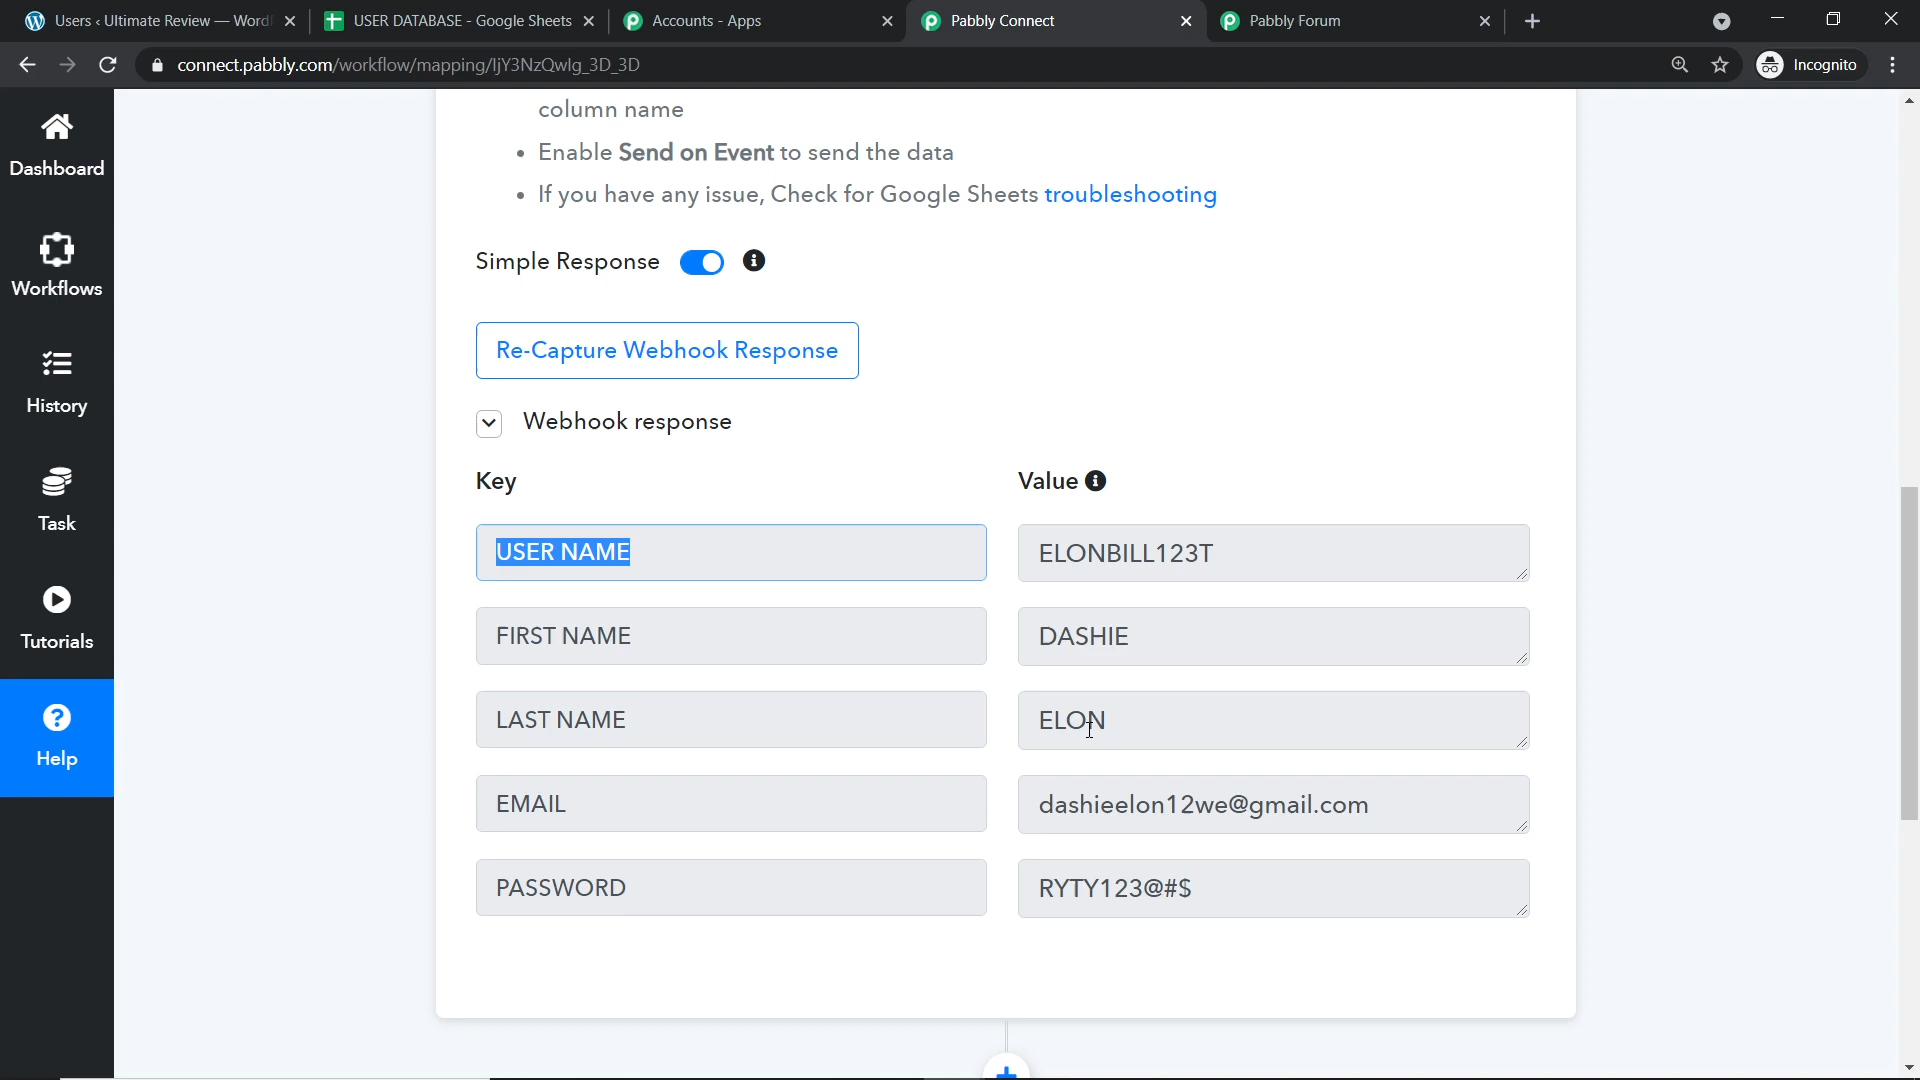 Users ‹ Ultimate Review — Word
USER DATABASE - Google Sheets
Accounts - Apps
Pabbly Connect
Pabbly Forum
connect.pabbly.com/workflow/mapping/IjY3NzQwIg_3D_3D
Incognito
Dashboard
Workflows
History
Task
Tutorials
Help
column name
• Enable Send on Event to send the data
• If you have any issue, Check for Google Sheets troubleshooting
Simple Response
Re-Capture Webhook Response
Webhook response
Key Value
USER NAME ELONBILL123T
FIRST NAME DASHIE
LAST NAME ELON
EMAIL dashieelon12we@gmail.com
PASSWORD RYTY123@#$